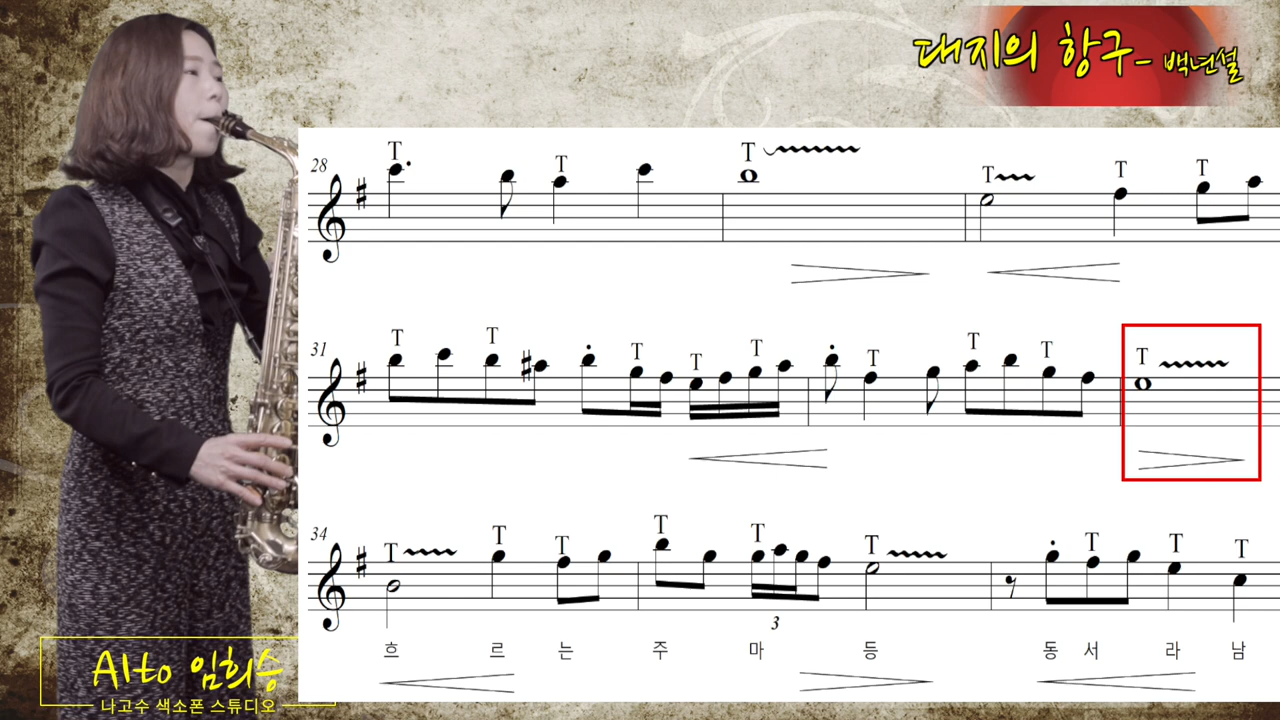 대지의 항구- 백년설
28
T T T T T T
31
T T T T T T T T T
34
T T T T T T T T T
3
흐 르 는 주 마 등 동 서 라 남
Alto 임희승
나고수 색소폰 스튜디오